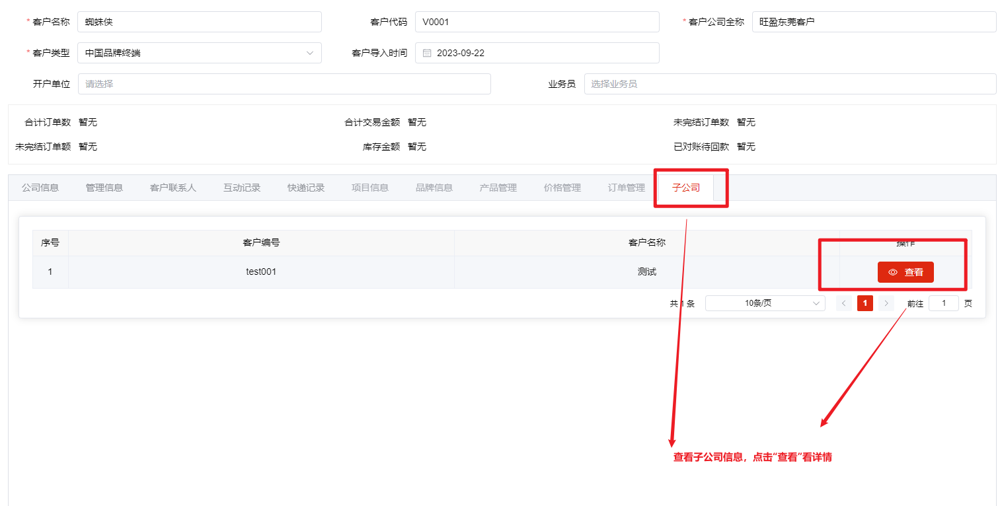 * 客户名称 蜘蛛侠 客户代码 V0001 * 客户公司全称 旺盈东莞客户
* 客户类型 中国品牌终端 客户导入时间 2023-09-22
开户单位 请选择 业务员 选择业务员
合计订单数 暂无 合计交易金额 暂无 未完结订单数 暂无
未完结订单额 暂无 库存金额 暂无 已对账待回款 暂无
公司信息 管理信息 客户联系人 互动记录 快递记录 项目信息 品牌信息 产品管理 价格管理 订单管理 子公司
序号 客户编号 客户名称 操作
1 test001 测试 查看
共 1 条 10条/页 1 前往 1 页
查看子公司信息，点击“查看”看详情